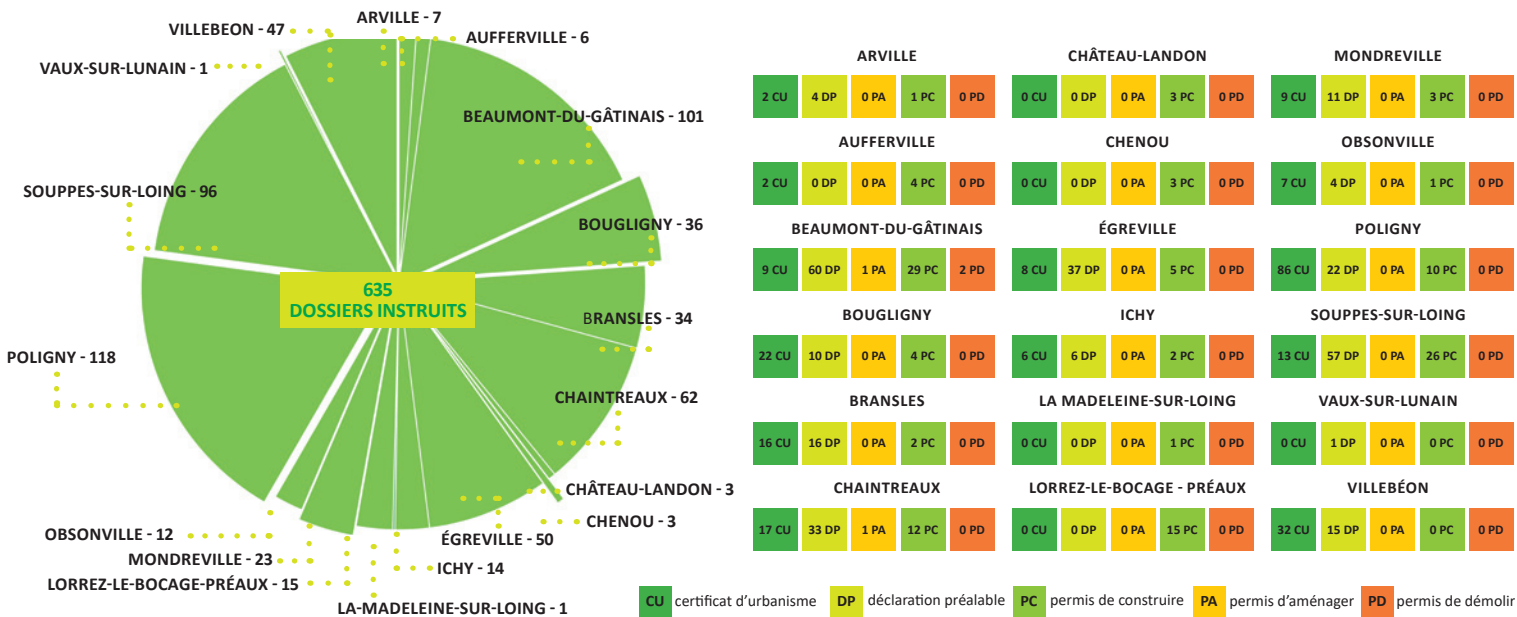 VILLEBEON - 47
ARVILLE - 7
AUFFERVILLE - 6
VAUX-SUR-LUNAIN - 1
BEAUMONT-DU-GÂTINAIS - 101
SOUPPES-SUR-LOING - 96
BOUGLIGNY - 36
635
DOSSIERS INSTRUITS
BRANSLES - 34
POLIGNY - 118
CHAINTREAUX - 62
CHÂTEAU-LANDON - 3
CHENOU - 3
OBSONVILLE - 12
ÉGREVILLE - 50
MONDREVILLE - 23
ICHY - 14
LORREZ-LE-BOCAGE-PRÉAUX - 15
LA-MADELEINE-SUR-LOING - 1
ARVILLE
2 CU 4 DP 0 PA 1 PC 0 PD
AUFFERVILLE
2 CU 0 DP 0 PA 4 PC 0 PD
BEAUMONT-DU-GÂTINAIS
9 CU 60 DP 1 PA 29 PC 2 PD
BOUGLIGNY
22 CU 10 DP 0 PA 4 PC 0 PD
BRANSLES
16 CU 16 DP 0 PA 2 PC 0 PD
CHAINTREAUX
17 CU 33 DP 1 PA 12 PC 0 PD
CHÂTEAU-LANDON
0 CU 0 DP 0 PA 3 PC 0 PD
CHENOU
0 CU 0 DP 0 PA 3 PC 0 PD
ÉGREVILLE
8 CU 37 DP 0 PA 5 PC 0 PD
ICHY
6 CU 6 DP 0 PA 2 PC 0 PD
LA MADELEINE-SUR-LOING
0 CU 0 DP 0 PA 1 PC 0 PD
LORREZ-LE-BOCAGE - PRÉAUX
0 CU 0 DP 0 PA 15 PC 0 PD
MONDREVILLE
9 CU 11 DP 0 PA 3 PC 0 PD
OBSONVILLE
7 CU 4 DP 0 PA 1 PC 0 PD
POLIGNY
86 CU 22 DP 0 PA 10 PC 0 PD
SOUPPES-SUR-LOING
13 CU 57 DP 0 PA 26 PC 0 PD
VAUX-SUR-LUNAIN
0 CU 1 DP 0 PA 0 PC 0 PD
VILLEBÉON
32 CU 15 DP 0 PA 0 PC 0 PD
CU certificat d'urbanisme DP déclaration préalable PC permis de construire PA permis d'aménager PD permis de démolir